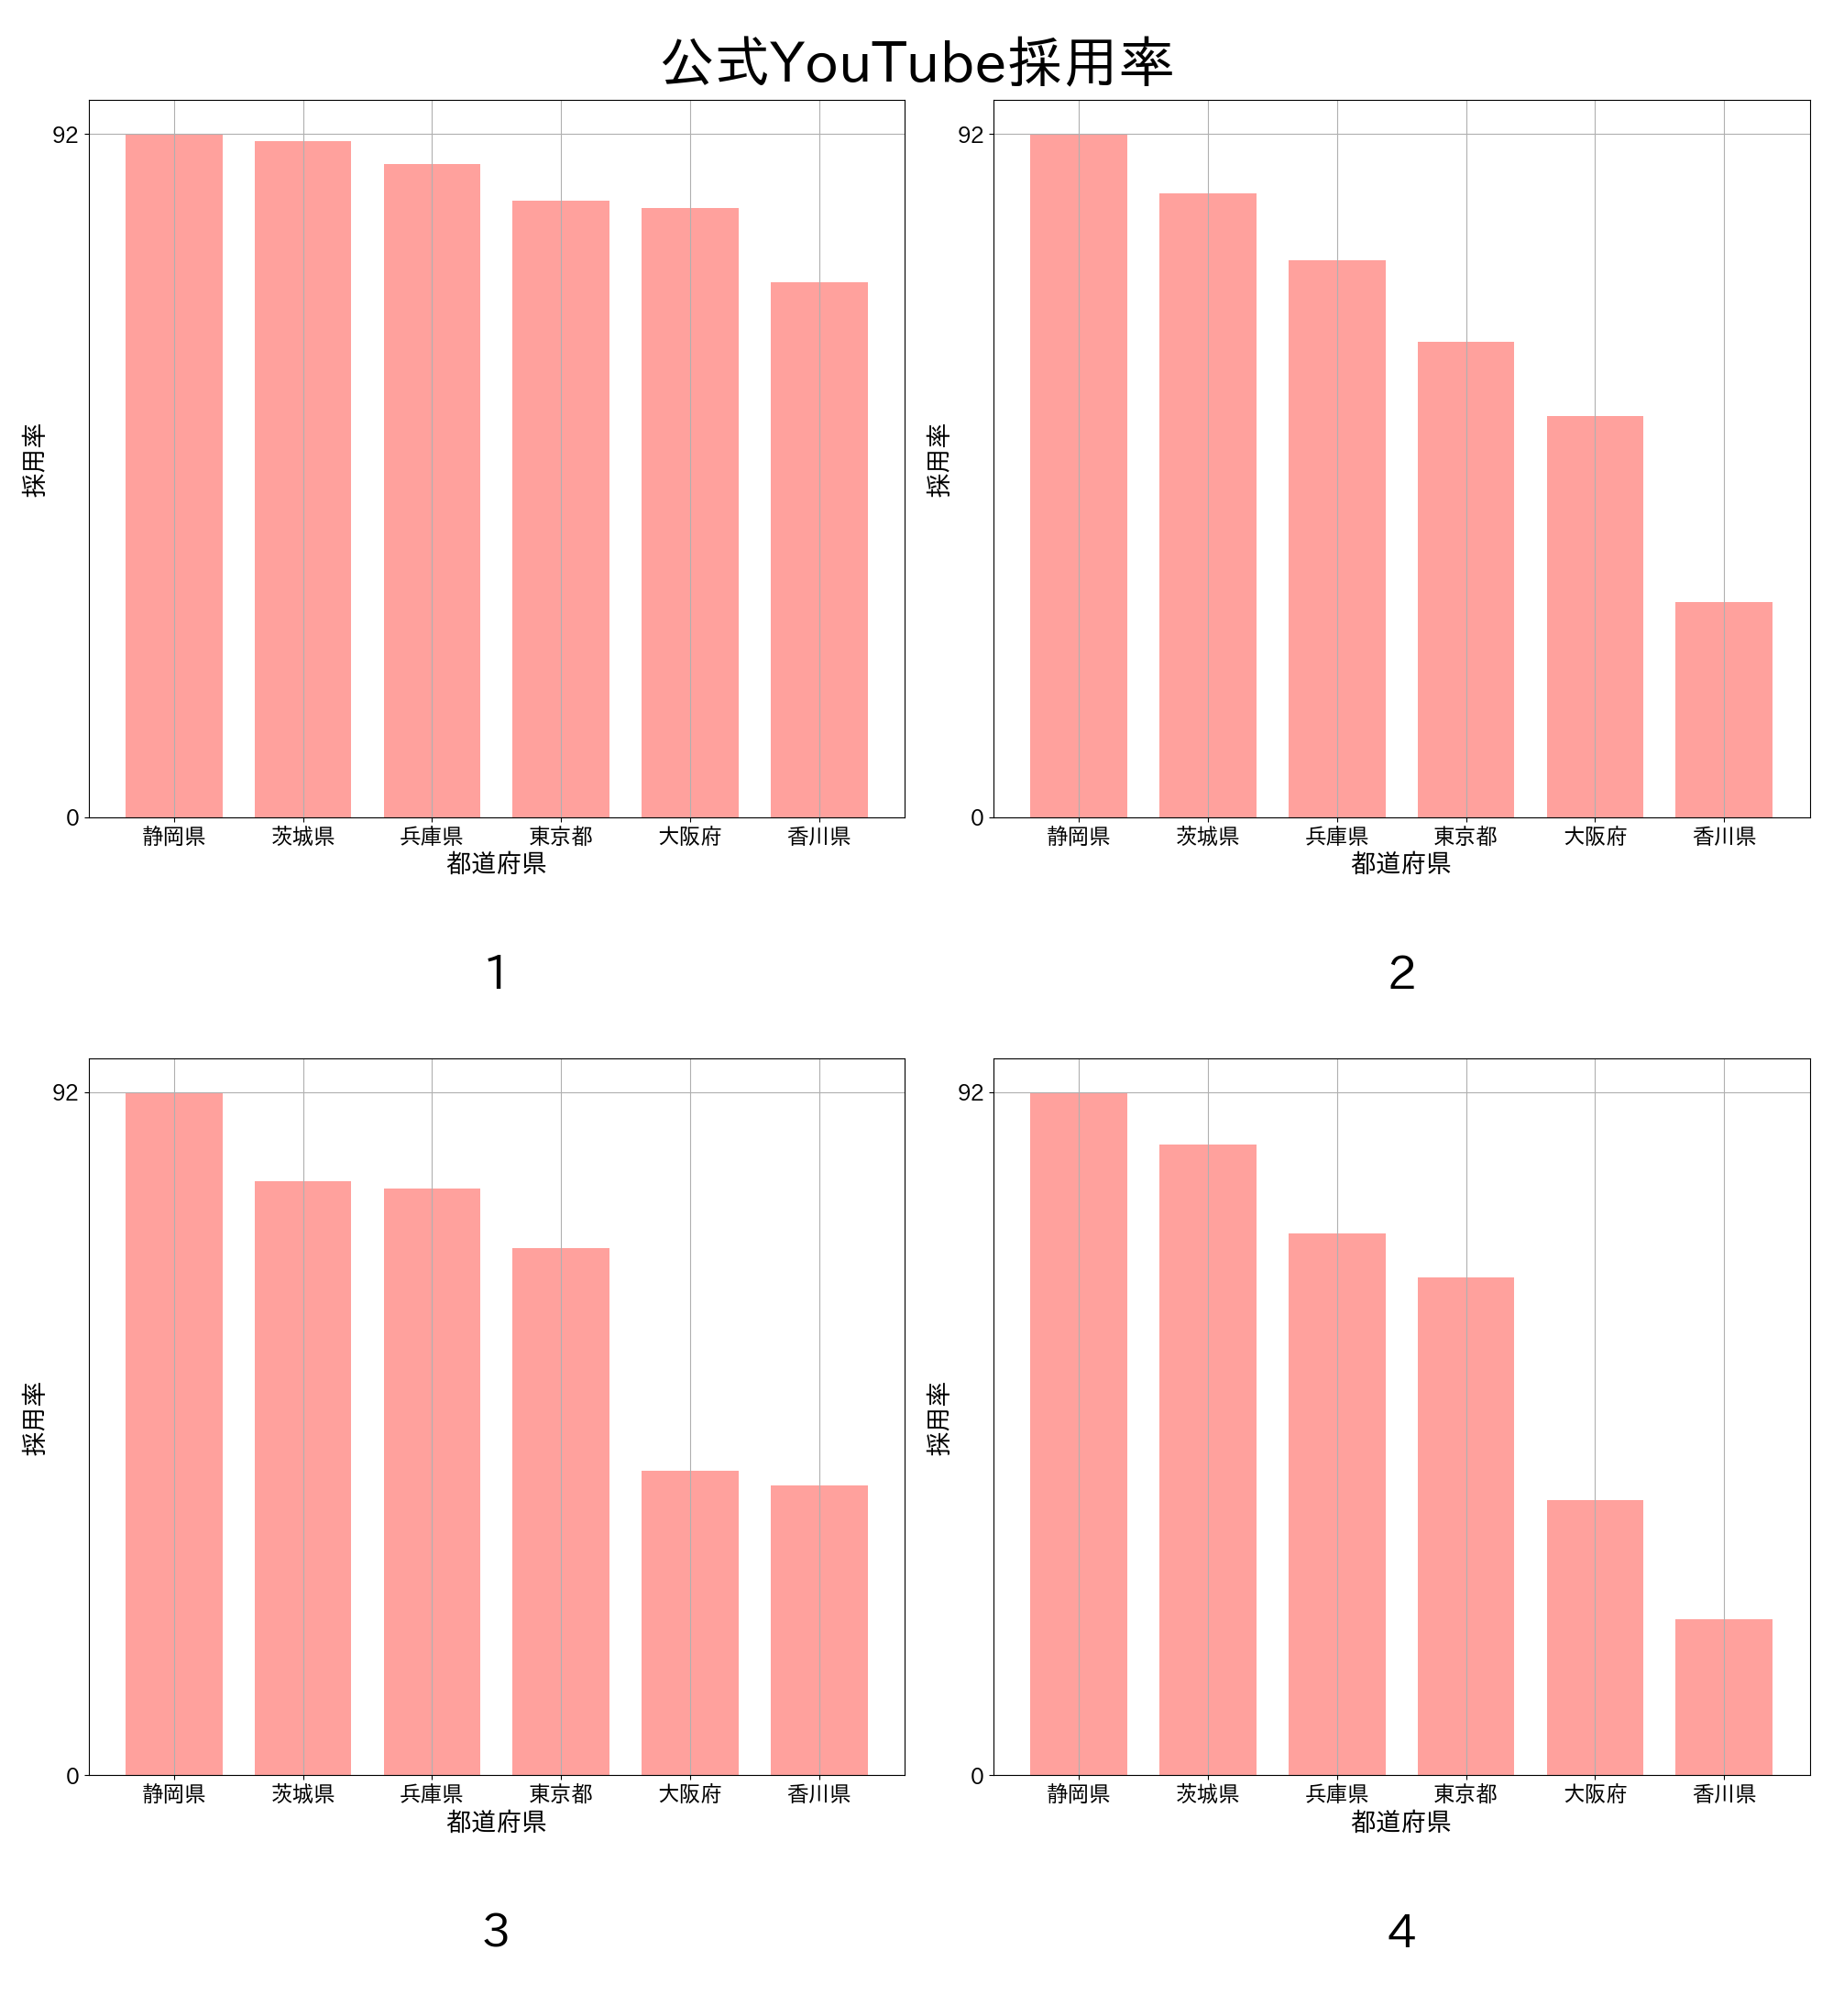 公式YouTube採用率
92
採用率
0
静岡県 茨城県 兵庫県 東京都 大阪府 香川県
都道府県
1
92
採用率
0
静岡県 茨城県 兵庫県 東京都 大阪府 香川県
都道府県
2
92
採用率
0
静岡県 茨城県 兵庫県 東京都 大阪府 香川県
都道府県
3
92
採用率
0
静岡県 茨城県 兵庫県 東京都 大阪府 香川県
都道府県
4